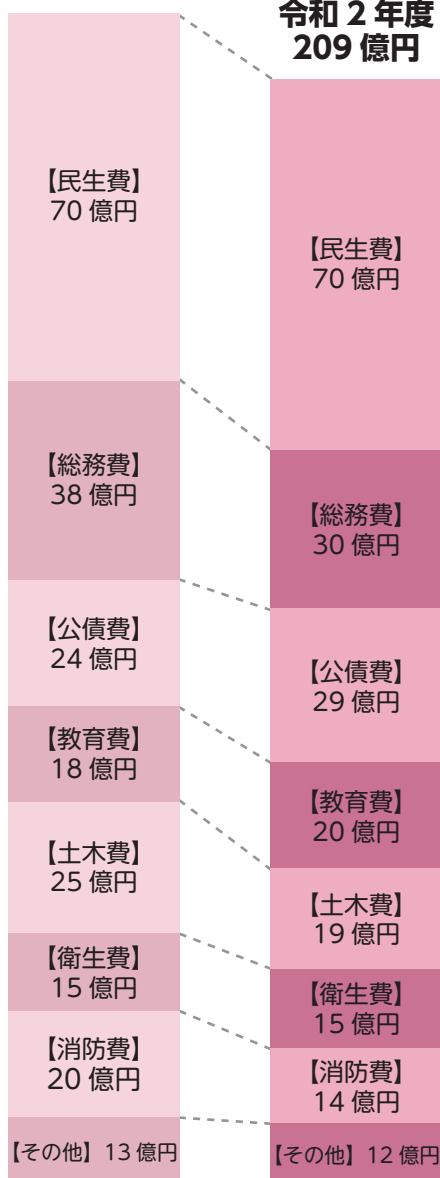 令和 2 年度
209 億円
【民生費】
70 億円
【総務費】
38 億円
【公債費】
24 億円
【教育費】
18 億円
【土木費】
25 億円
【衛生費】
15 億円
【消防費】
20 億円
【その他】13 億円
【民生費】
70 億円
【総務費】
30 億円
【公債費】
29 億円
【教育費】
20 億円
【土木費】
19 億円
【衛生費】
15 億円
【消防費】
14 億円
【その他】12 億円